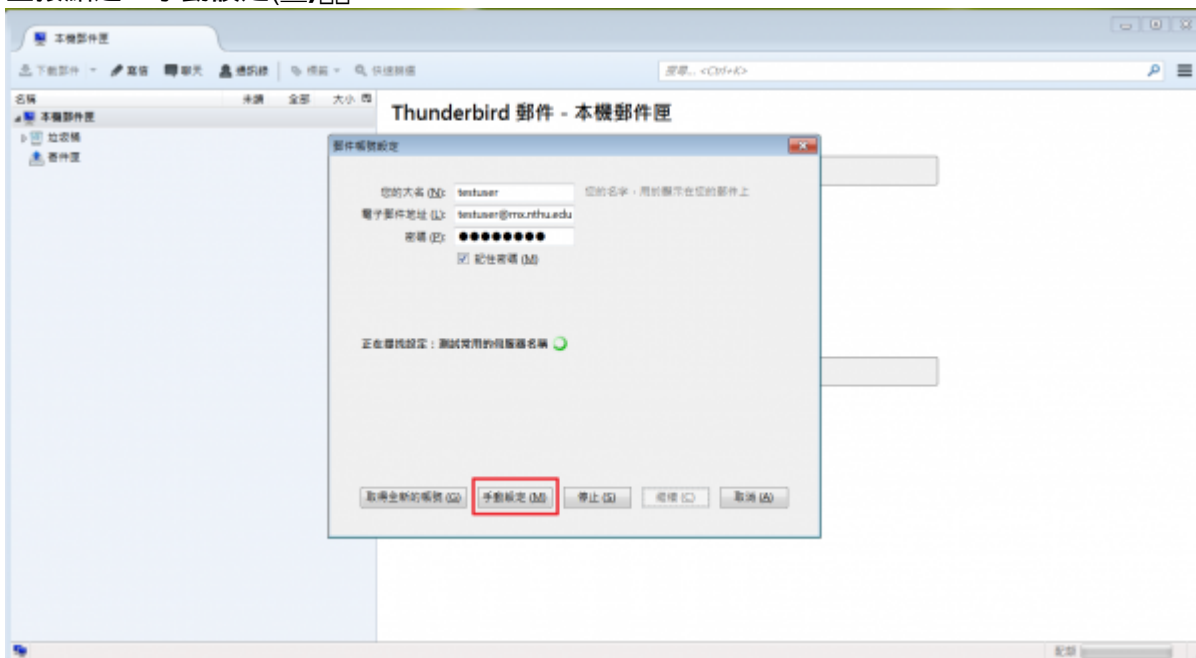 本機郵件匣
下載郵件 寫信 聊天 通訊錄 標籤 快速篩選 搜尋... <Ctrl+K>
名稱 未讀 全部 大小
本機郵件匣
垃圾桶
寄件匣
Thunderbird 郵件 - 本機郵件匣
郵件帳號設定
您的大名 (N): testuser 您的名字，用於顯示在您的郵件上
電子郵件地址 (L): testuser@mx.nthu.edu
密碼 (P): ●●●●●●●●
記住密碼 (M)
正在尋找設定：測試常用的伺服器名稱
取得全新的帳號 (G) 手動設定 (M) 停止 (S) 繼續 (C) 取消 (A)